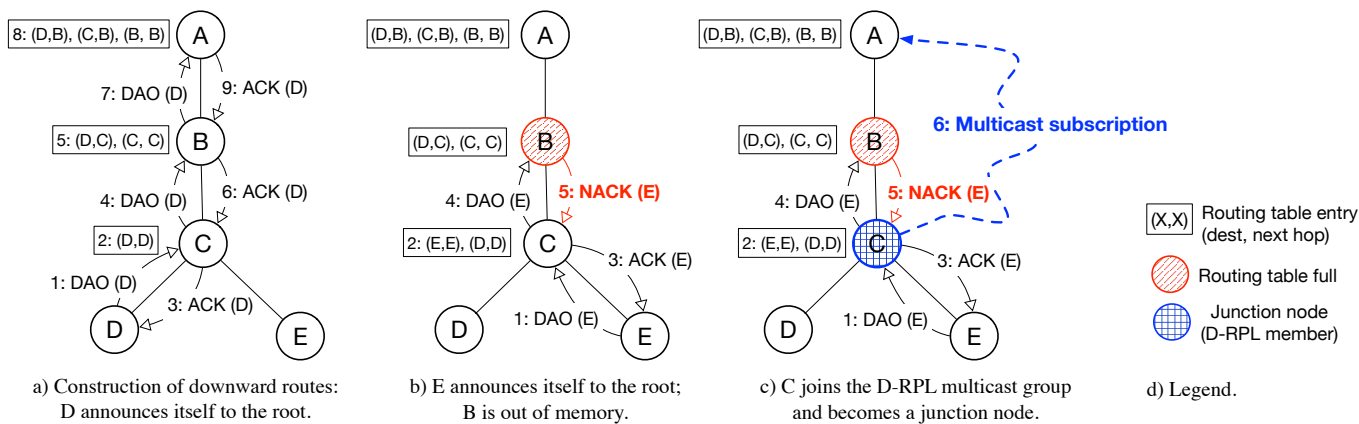 8: (D,B), (C,B), (B, B)
A
7: DAO (D)
9: ACK (D)
5: (D,C), (C, C)
B
4: DAO (D)
6: ACK (D)
2: (D,D)
C
1: DAO (D)
3: ACK (D)
D
E
a) Construction of downward routes:
D announces itself to the root.
(D,B), (C,B), (B, B)
A
(D,C), (C, C)
B
4: DAO (E)
5: NACK (E)
2: (E,E), (D,D)
C
3: ACK (E)
1: DAO (E)
D
E
b) E announces itself to the root;
B is out of memory.
(D,B), (C,B), (B, B)
A
6: Multicast subscription
(D,C), (C, C)
B
4: DAO (E)
5: NACK (E)
2: (E,E), (D,D)
C
3: ACK (E)
1: DAO (E)
D
E
c) C joins the D-RPL multicast group
and becomes a junction node.
(X,X)
Routing table entry
(dest, next hop)
Routing table full
Junction node
(D-RPL member)
d) Legend.